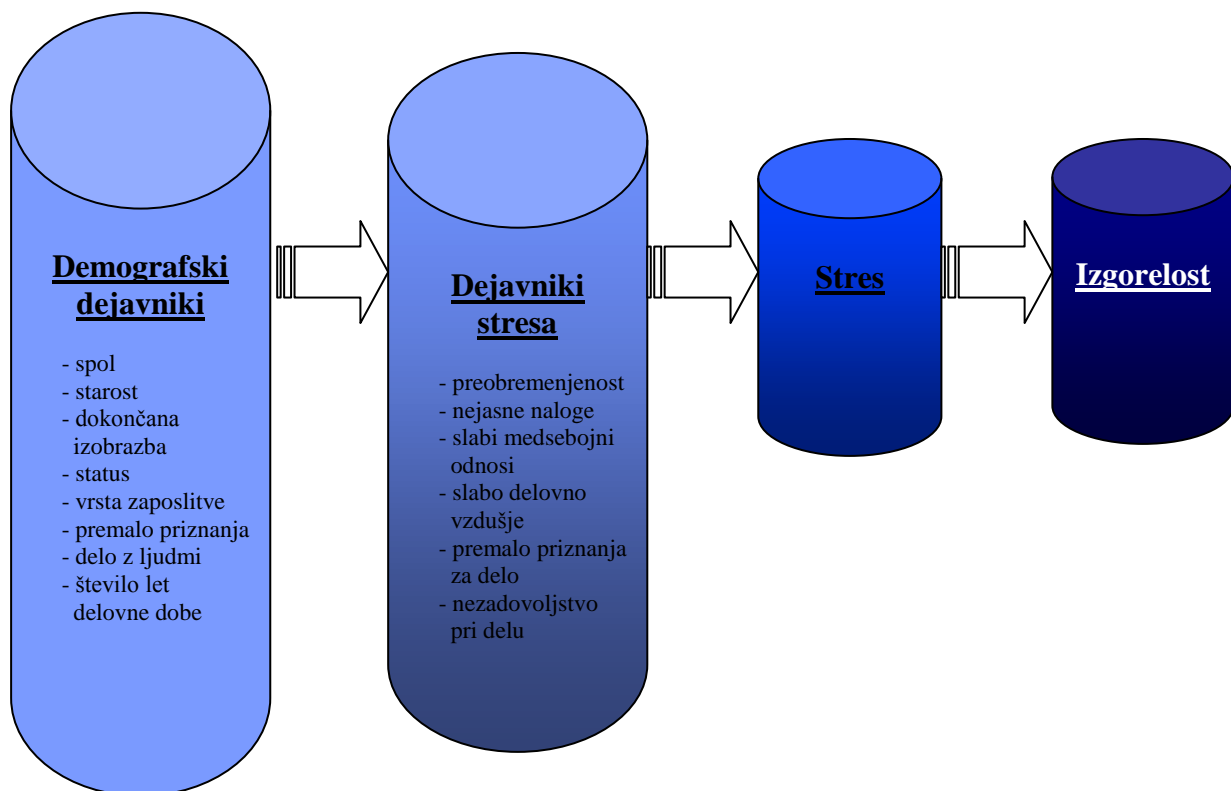 Demografski
dejavniki
- spol
- starost
- dokončana
izobrazba
- status
- vrsta zaposlitve
- premalo priznanja
- delo z ljudmi
- število let
delovne dobe
Dejavniki
stresa
- preobremenjenost
- nejasne naloge
- slabi medsebojni
odnosi
- slabo delovno
vzdušje
- premalo priznanja
za delo
- nezadovoljstvo
pri delu
Stres
Izgorelost